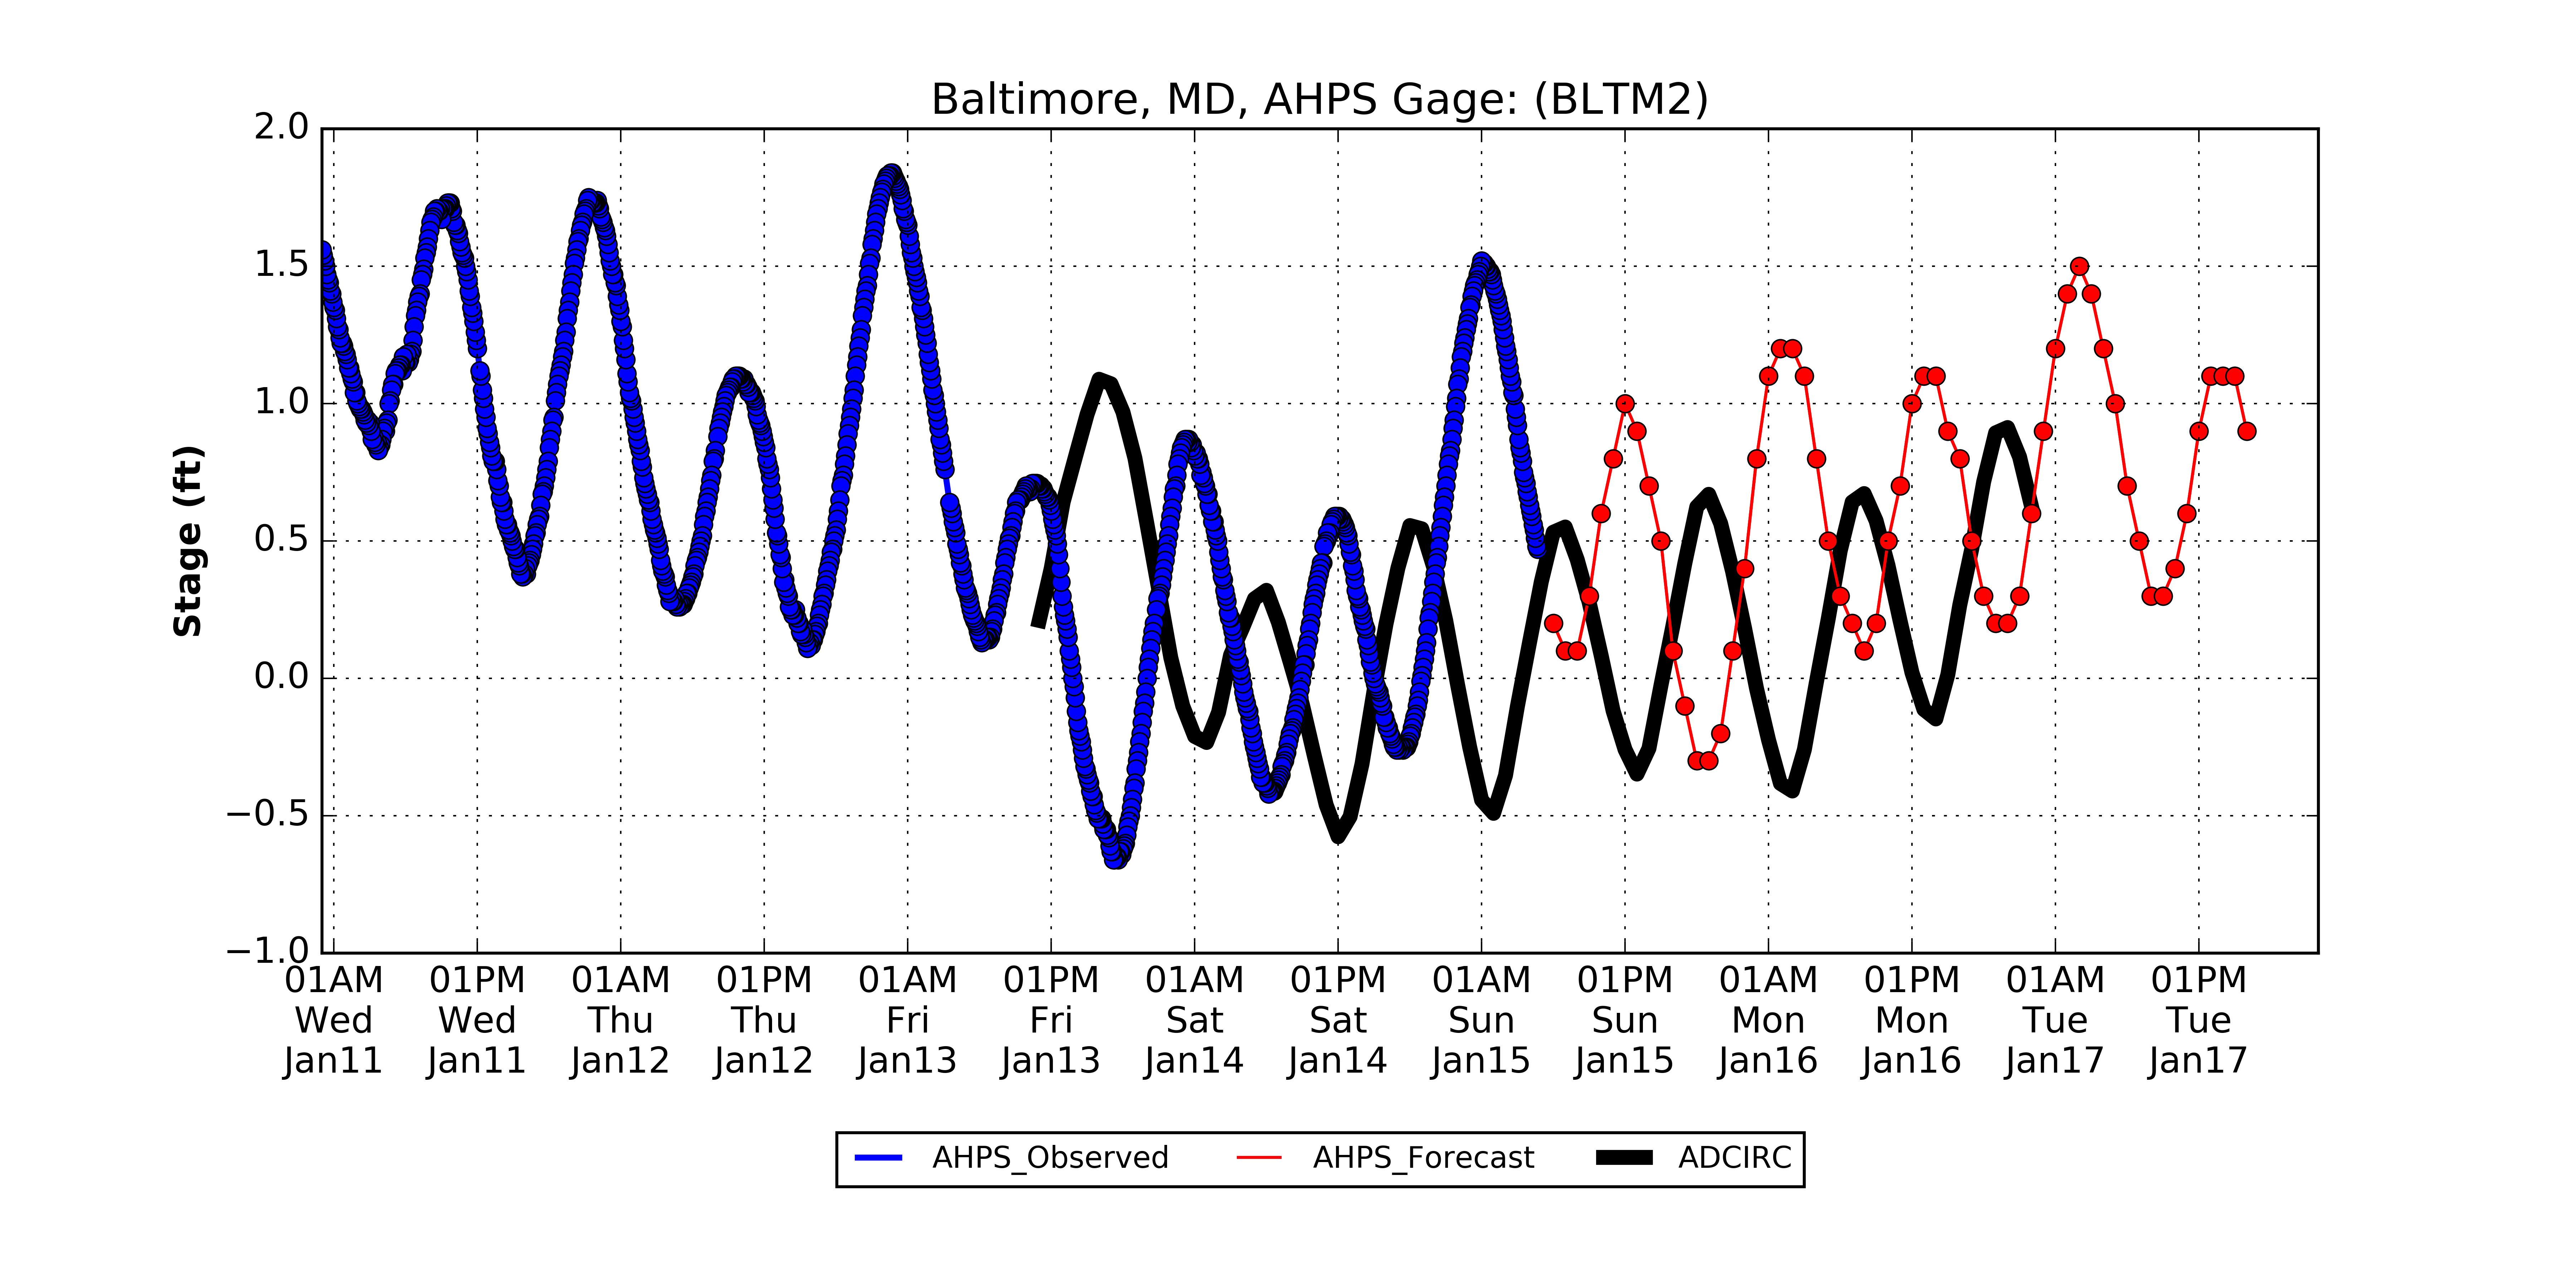 Baltimore, MD, AHPS Gage: (BLTM2)
Stage (ft)
2.0
1.5
1.0
0.5
0.0
−0.5
−1.0
01AM 01PM 01AM 01PM 01AM 01PM 01AM 01PM 01AM 01PM 01AM 01PM 01AM 01PM
Wed Wed Thu Thu Fri Fri Sat Sat Sun Sun Mon Mon Tue Tue
Jan11 Jan11 Jan12 Jan12 Jan13 Jan13 Jan14 Jan14 Jan15 Jan15 Jan16 Jan16 Jan17 Jan17
AHPS_Observed AHPS_Forecast ADCIRC